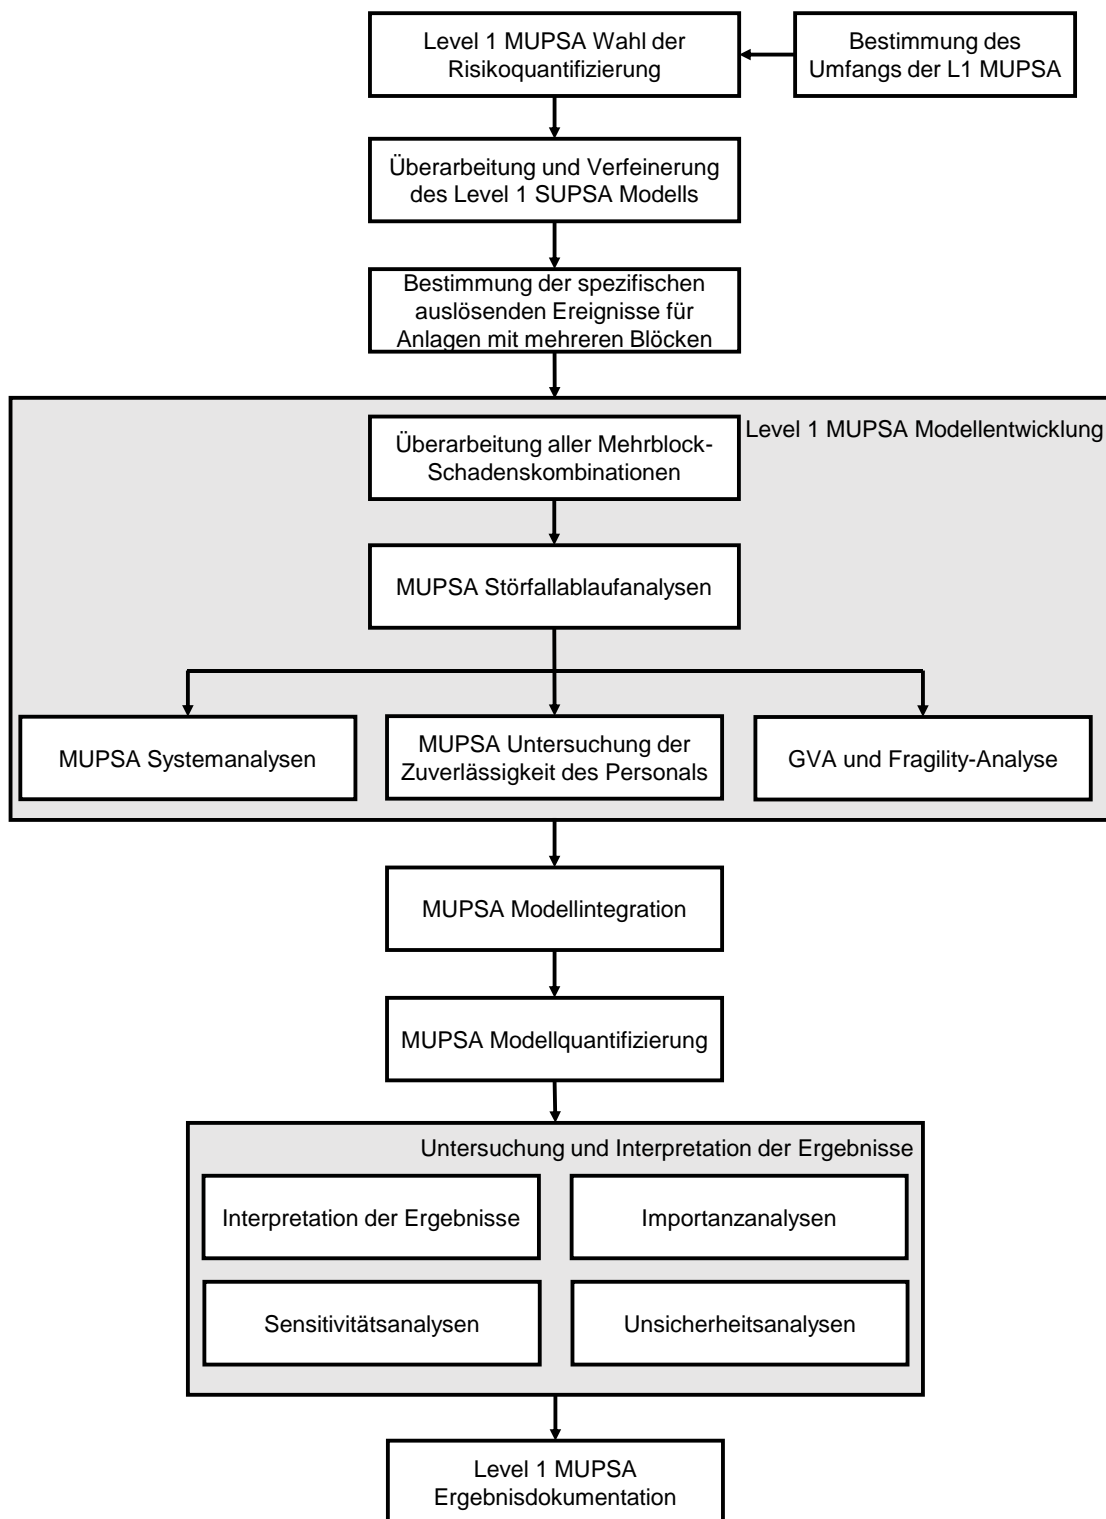 Level 1 MUPSA Wahl der
Risikoquantifizierung
Bestimmung des
Umfangs der L1 MUPSA
Überarbeitung und Verfeinerung
des Level 1 SUPSA Modells
Bestimmung der spezifischen
auslösenden Ereignisse für
Anlagen mit mehreren Blöcken
Level 1 MUPSA Modellentwicklung
Überarbeitung aller Mehrblock-
Schadenskombinationen
MUPSA Störfallablaufanalysen
MUPSA Systemanalysen
MUPSA Untersuchung der
Zuverlässigkeit des Personals
GVA und Fragility-Analyse
MUPSA Modellintegration
MUPSA Modellquantifizierung
Untersuchung und Interpretation der Ergebnisse
Interpretation der Ergebnisse
Importanzanalysen
Sensitivitätsanalysen
Unsicherheitsanalysen
Level 1 MUPSA
Ergebnisdokumentation